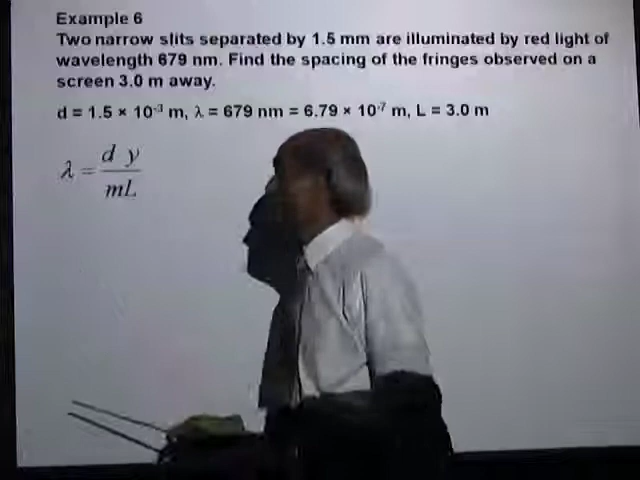 Example 6
Two narrow slits separated by 1.5 mm are illuminated by red light of
wavelength 679 nm. Find the spacing of the fringes observed on a
screen 3.0 m away.
d = 1.5 × 10⁻³ m, λ = 679 nm = 6.79 × 10⁻⁷ m, L = 3.0 m
λ = d y / mL